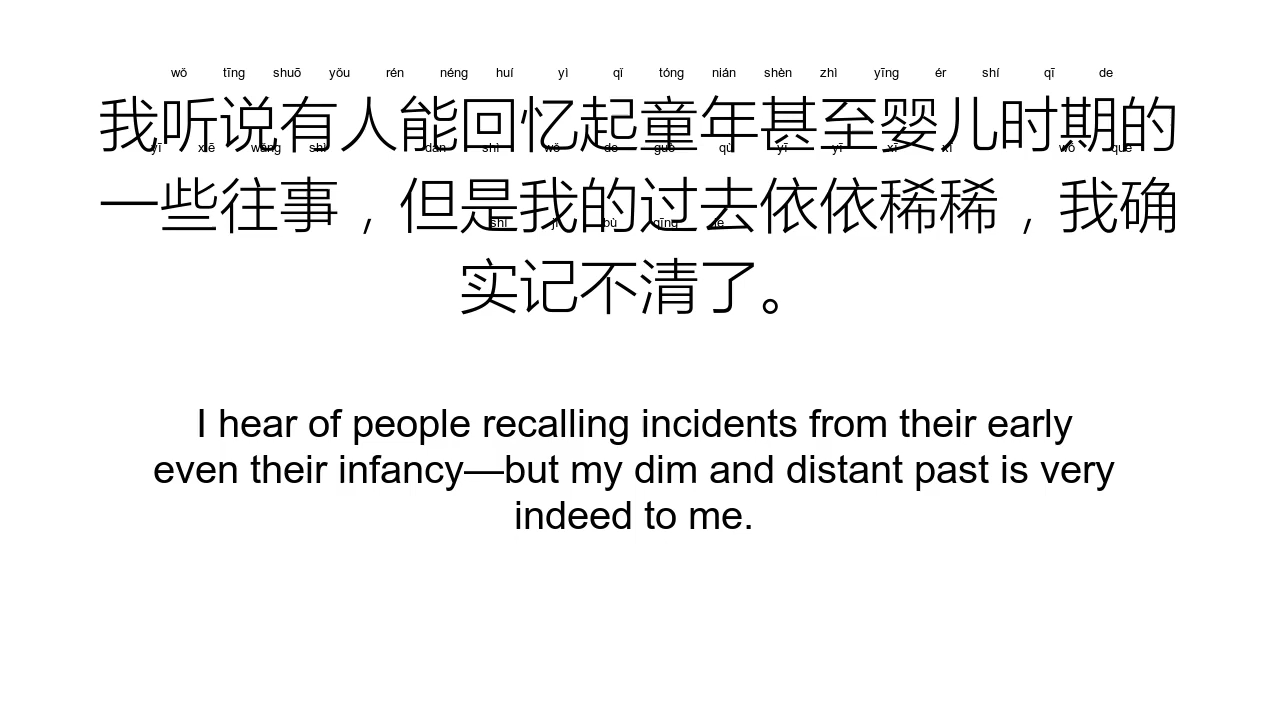 wǒ tīng shuō yǒu rén néng huí yì qǐ tóng nián shèn zhì yīng ér shí qī de
我听说有人能回忆起童年甚至婴儿时期的
yī xiē wǎng shì dàn shì wǒ de guò qù yī yī xī xī wǒ què
一些往事，但是我的过去依依稀稀，我确
shí jì bù qīng le
实记不清了。
I hear of people recalling incidents from their early
even their infancy—but my dim and distant past is very
indeed to me.